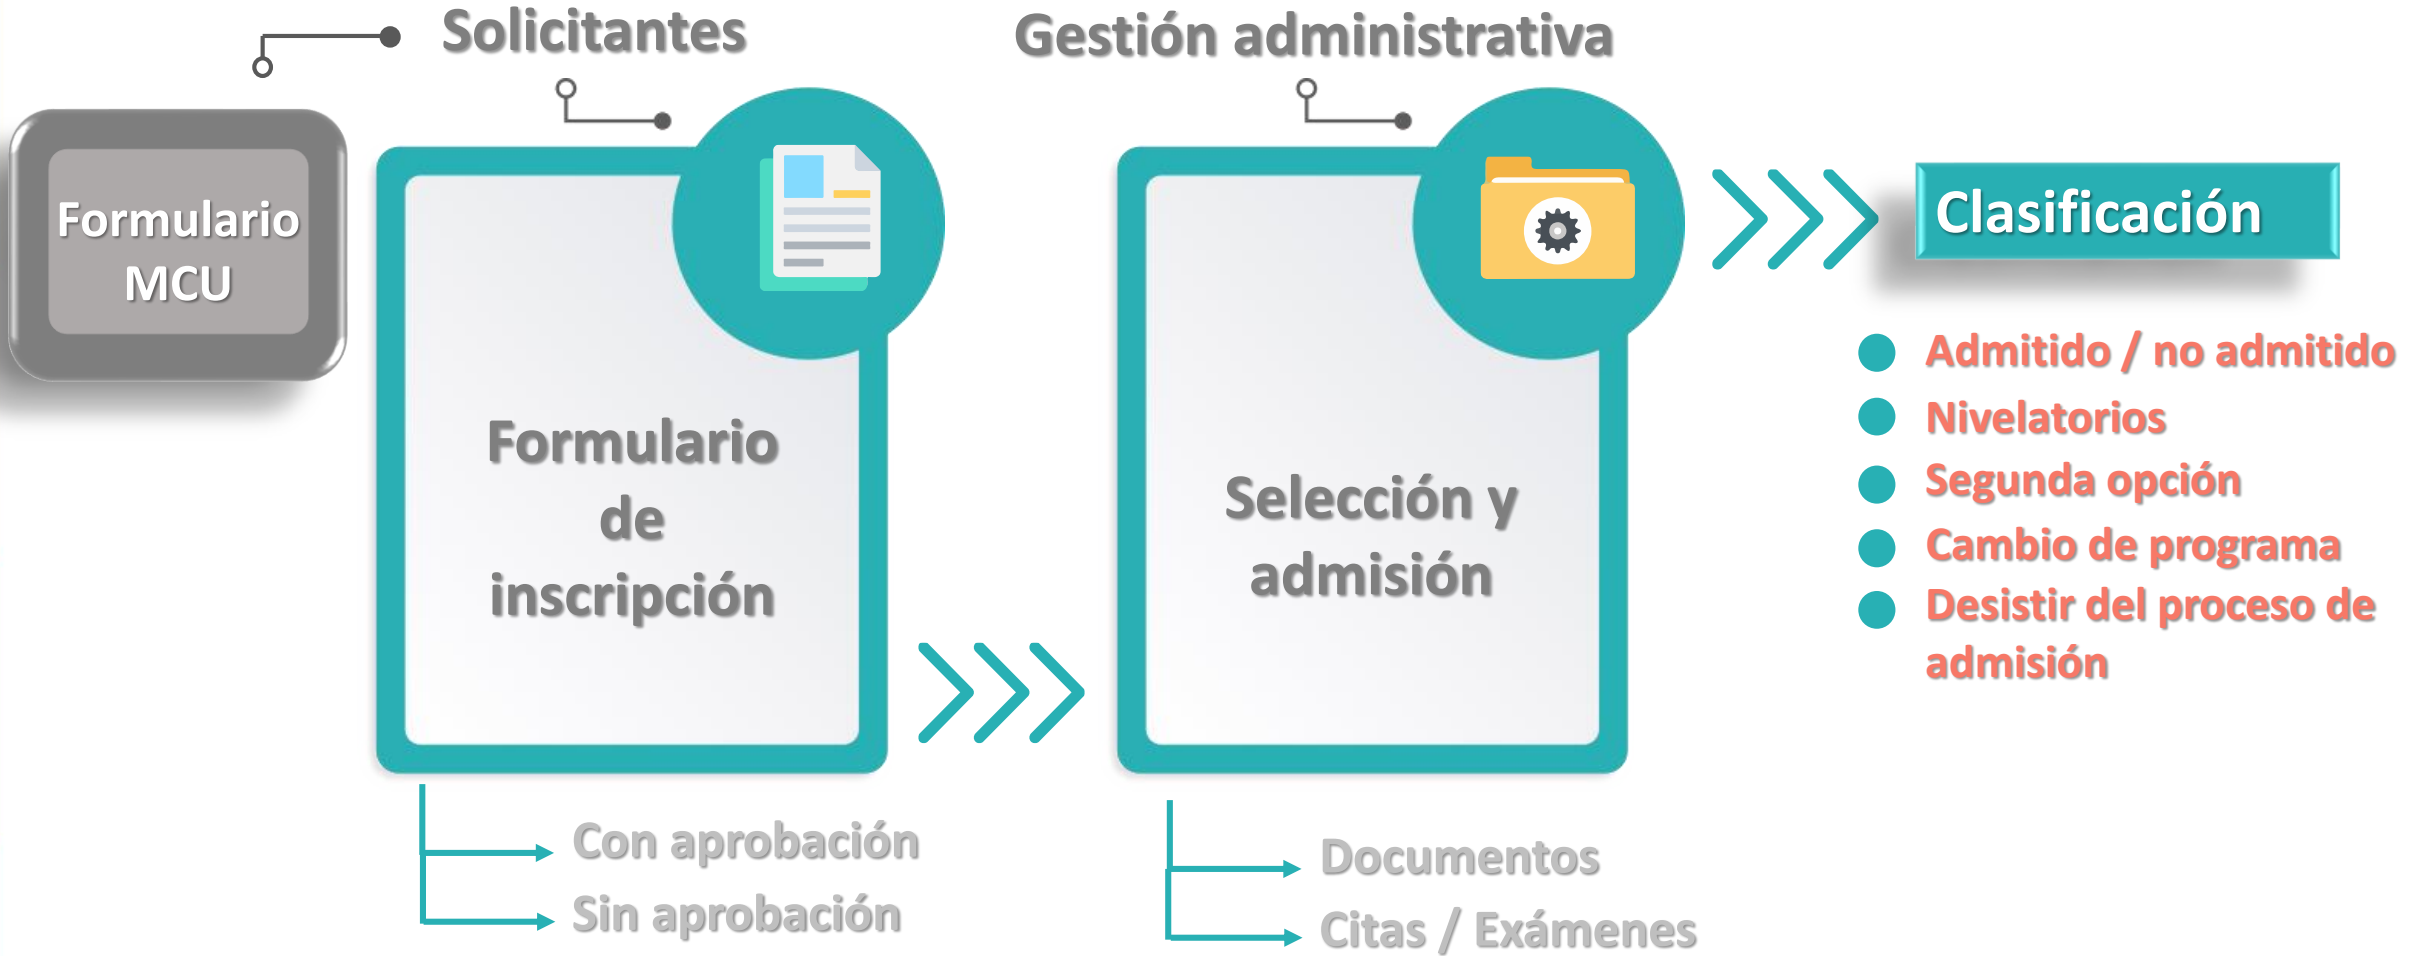 Solicitantes
Gestión administrativa
Formulario
MCU
Formulario
de
inscripción
Con aprobación
Sin aprobación
Selección y
admisión
Documentos
Citas / Exámenes
Clasificación
Admitido / no admitido
Nivelatorios
Segunda opción
Cambio de programa
Desistir del proceso de
admisión